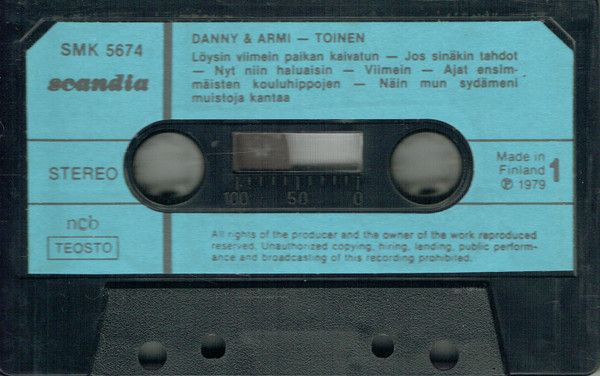 SMK 5674
scandia
DANNY & ARMI — TOINEN
Löysin viimein paikan kaivatun — Jos sinäkin tahdot
— Nyt niin haluaisin — Viimein — Ajat ensim-
mäisten kouluhippojen — Näin mun sydämeni
muistoja kantaa
STEREO
100 50 0
Made in
Finland
℗ 1979
1
ncb
TEOSTO
All rights of the producer and the owner of the work reproduced
reserved. Unauthorized copying, hiring, lending, public perform-
ance and broadcasting of this recording prohibited.